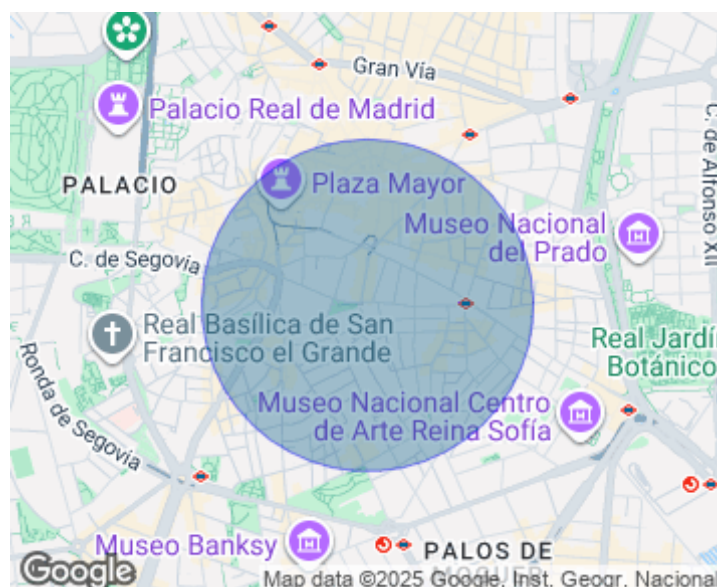 Gran Vía
Palacio Real de Madrid
PALACIO
Plaza Mayor
Museo Nacional
del Prado
C. de Alfonso XII
C. de Segovia
Real Basílica de San
Francisco el Grande
Real Jardí
Botánico
Ronda de Segovia
Museo Nacional Centro
de Arte Reina Sofía
Museo Banksy
PALOS DE
MOGUER
Google
Map data ©2025 Google, Inst. Geogr. Nacional